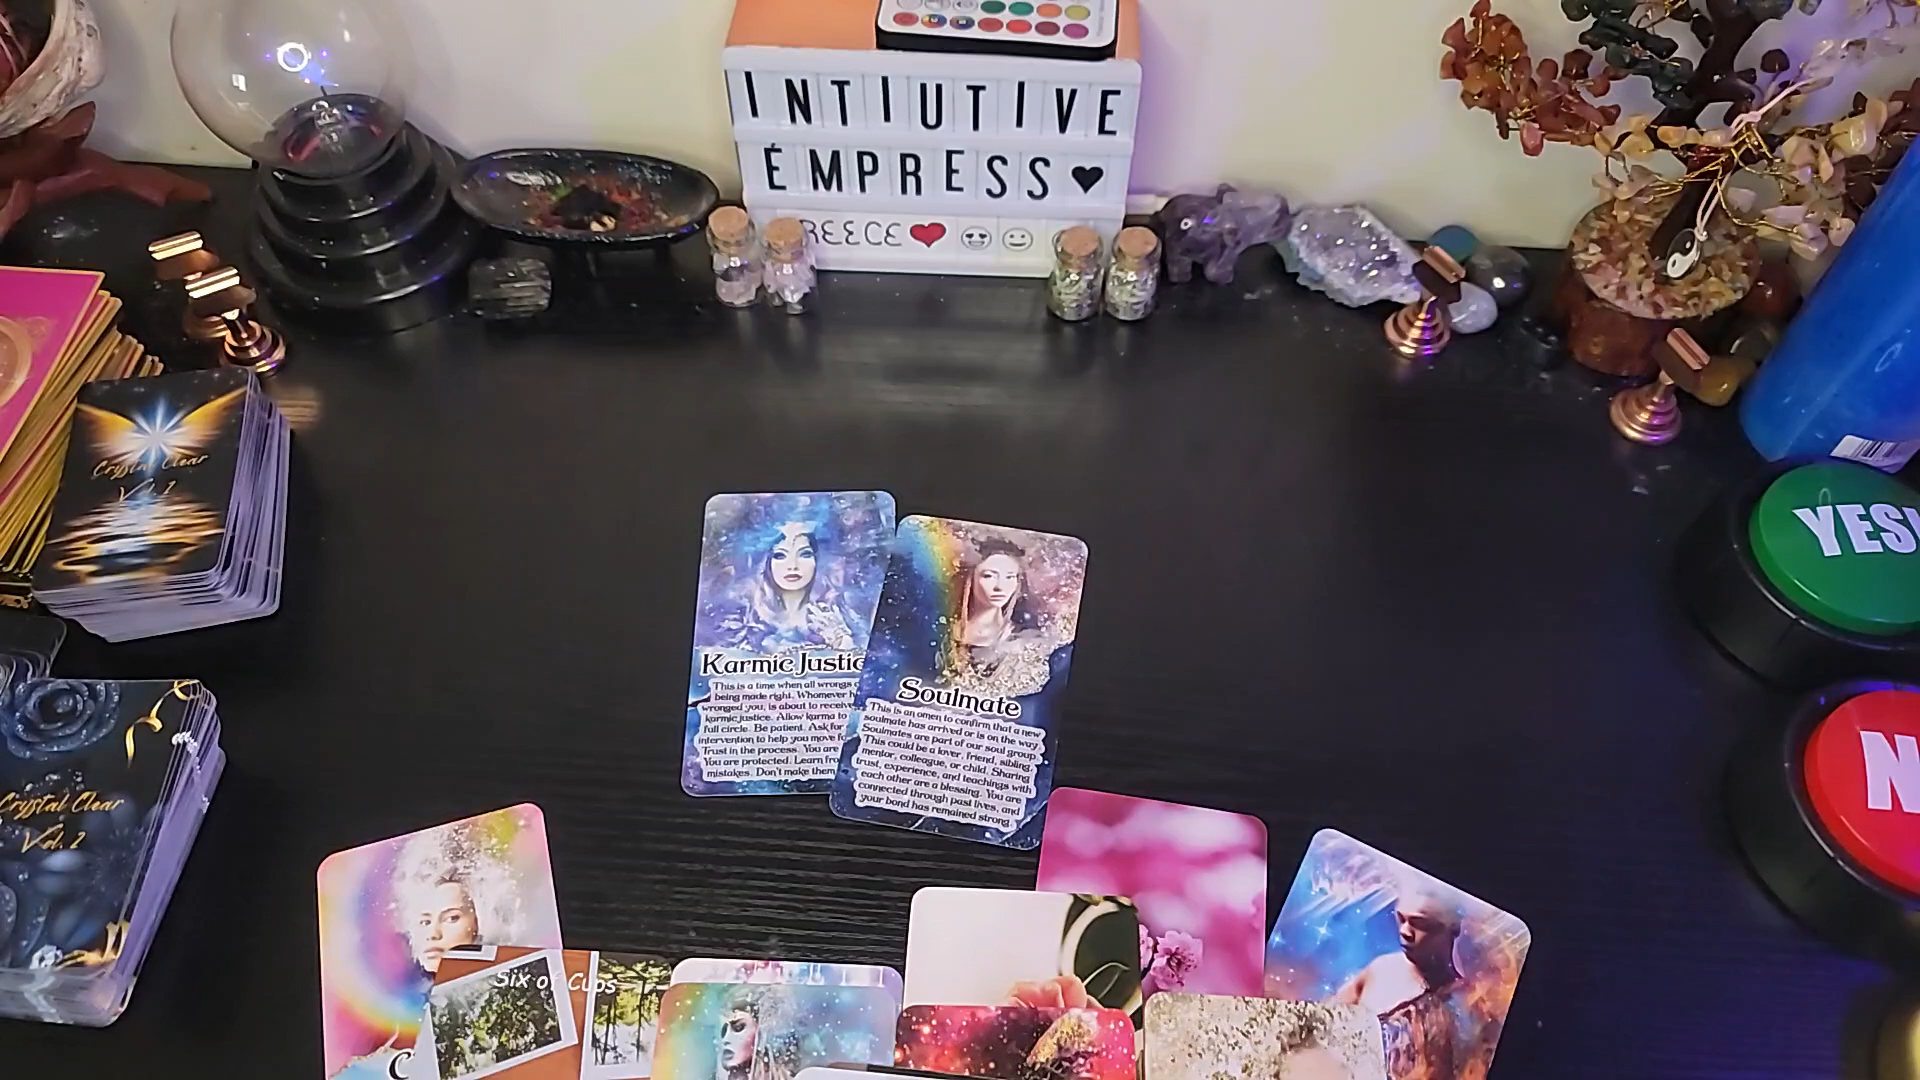 INTIUTIVE
ÉMPRESS♥
REECE❤
Crystal Clear
Vol. 1
YES!
N
Karmic Justic
This is a time when all wrongs
being made right. Whomever h
wronged you, is about to receive
karmic justice. Allow karma to
full circle. Be patient. Ask for
intervention to help you move fo
Trust in the process. You are
You are protected. Learn fro
mistakes. Don't make them
Soulmate
This is an omen to confirm that a new
soulmate has arrived or is on the way.
Soulmates are part of our soul group.
This could be a lover, friend, sibling,
mentor, colleague, or child. Sharing
trust, experience, and teachings with
each other are a blessing. You are
connected through past lives, and
your bond has remained strong.
Crystal Clear
Vol. 2
Six of Cups
C